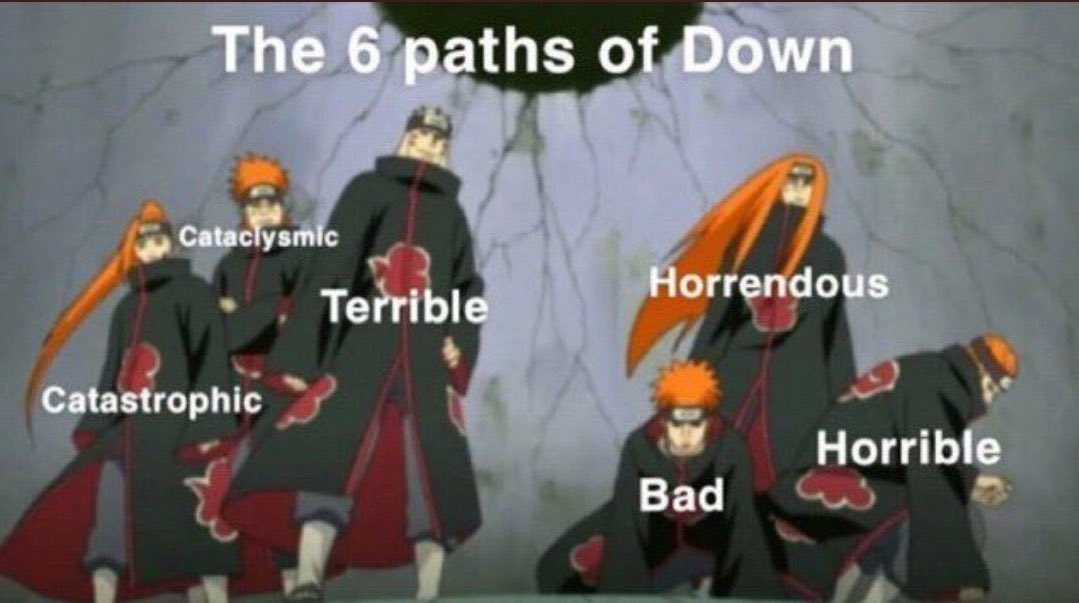 The 6 paths of Down
Cataclysmic
Terrible
Horrendous
Catastrophic
Horrible
Bad